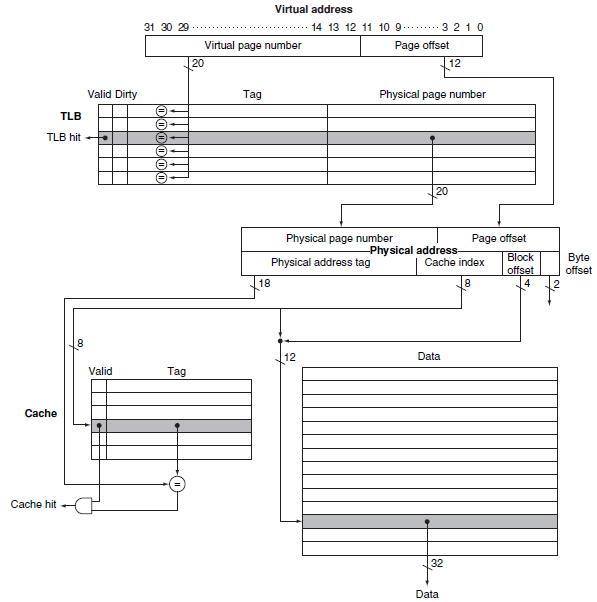 Virtual address
31 30 29 ··· 14 13 12 11 10 9 ··· 3 2 1 0
Virtual page number Page offset
20 12
Valid Dirty Tag Physical page number
TLB
=
=
TLB hit =
=
=
=
20
Physical page number Page offset
Physical address
Physical address tag Cache index Block offset Byte offset
18 8 4 2
8
12
Data
Valid Tag
Cache
=
Cache hit
32
Data